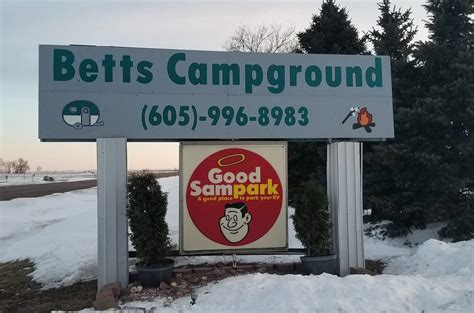 Betts Campground
(605)-996-8983
Good
Sampark
A good place to park your RV